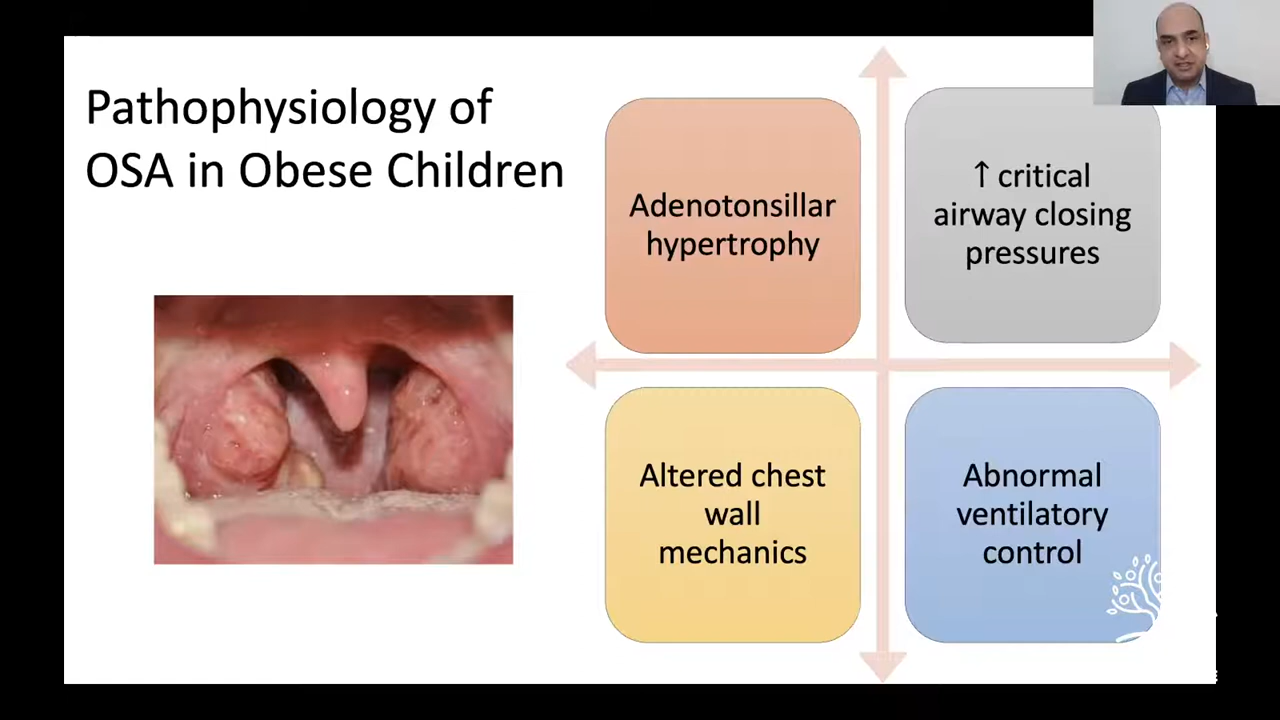 Pathophysiology of
OSA in Obese Children
Adenotonsillar
hypertrophy
↑ critical
airway closing
pressures
Altered chest
wall
mechanics
Abnormal
ventilatory
control